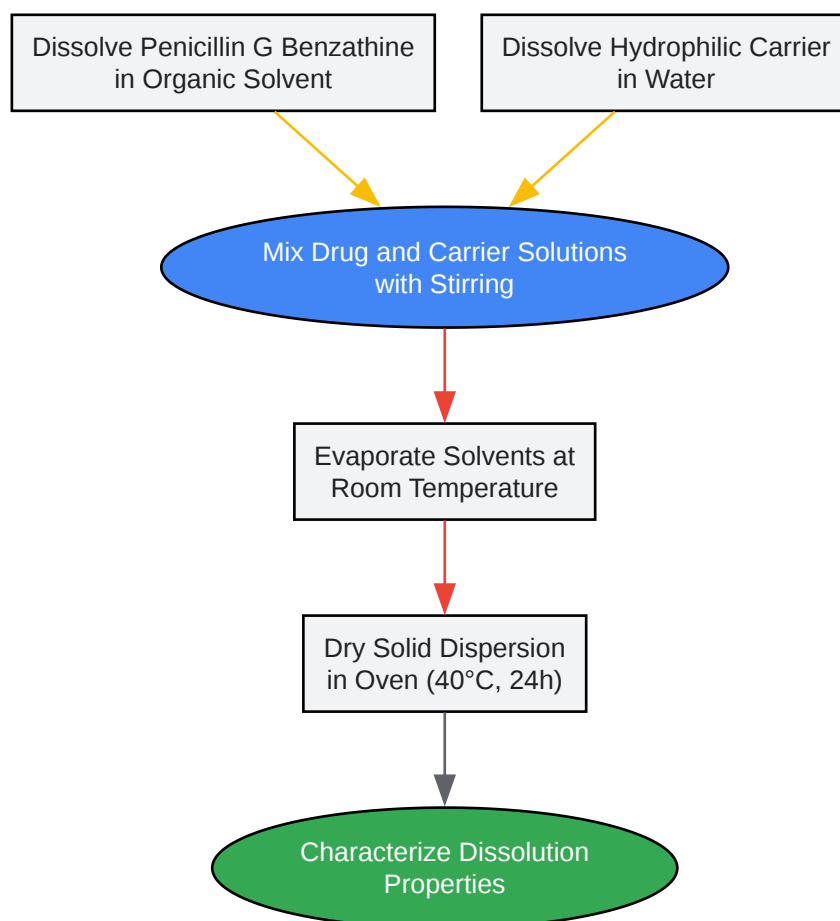 Dissolve Penicillin G Benzathine
in Organic Solvent
Dissolve Hydrophilic Carrier
in Water
Mix Drug and Carrier Solutions
with Stirring
Evaporate Solvents at
Room Temperature
Dry Solid Dispersion
in Oven (40°C, 24h)
Characterize Dissolution
Properties